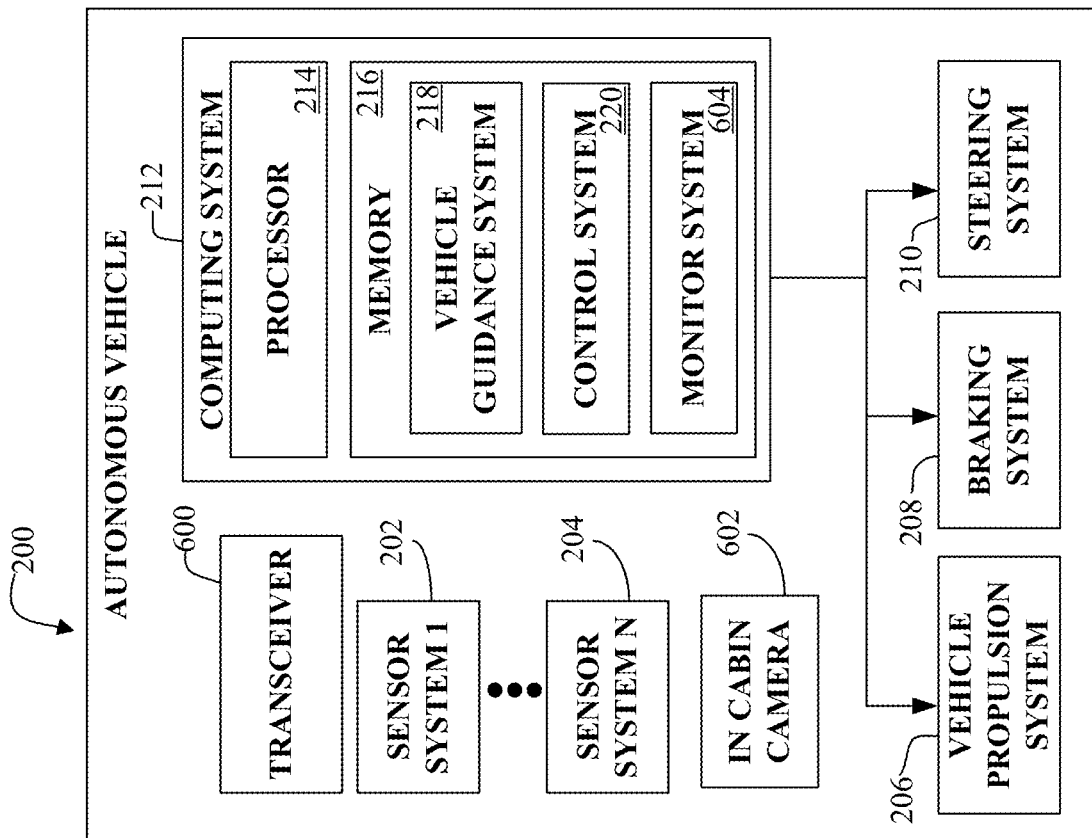 200
AUTONOMOUS VEHICLE
600
TRANSCEIVER
202
SENSOR
SYSTEM 1
204
SENSOR
SYSTEM N
602
IN CABIN
CAMERA
212
COMPUTING SYSTEM
PROCESSOR
214
MEMORY
216
VEHICLE
GUIDANCE SYSTEM
218
CONTROL SYSTEM
220
MONITOR SYSTEM
604
206
VEHICLE
PROPULSION
SYSTEM
208
BRAKING
SYSTEM
210
STEERING
SYSTEM